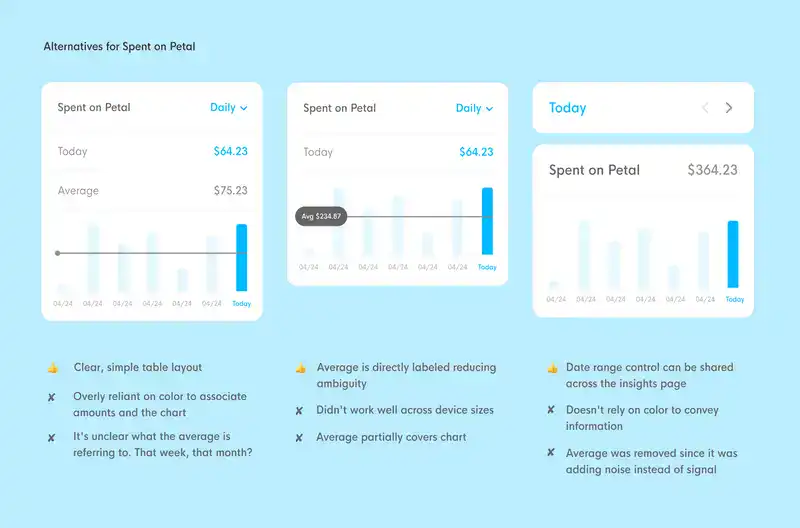 Alternatives for Spent on Petal
Spent on Petal
Daily
Today
$64.23
Average
$75.23
04/24 04/24 04/24 04/24 04/24 04/24 Today
👍 Clear, simple table layout
✘ Overly reliant on color to associate
amounts and the chart
✘ It's unclear what the average is
referring to. That week, that month?
Spent on Petal
Daily
Today
$64.23
Avg $234.87
04/24 04/24 04/24 04/24 04/24 04/24 Today
👍 Average is directly labeled reducing
ambiguity
✘ Didn't work well across device sizes
✘ Average partially covers chart
Today
Spent on Petal
$364.23
04/24 04/24 04/24 04/24 04/24 04/24 Today
👍 Date range control can be shared
across the insights page
✘ Doesn't rely on color to convey
information
✘ Average was removed since it was
adding noise instead of signal